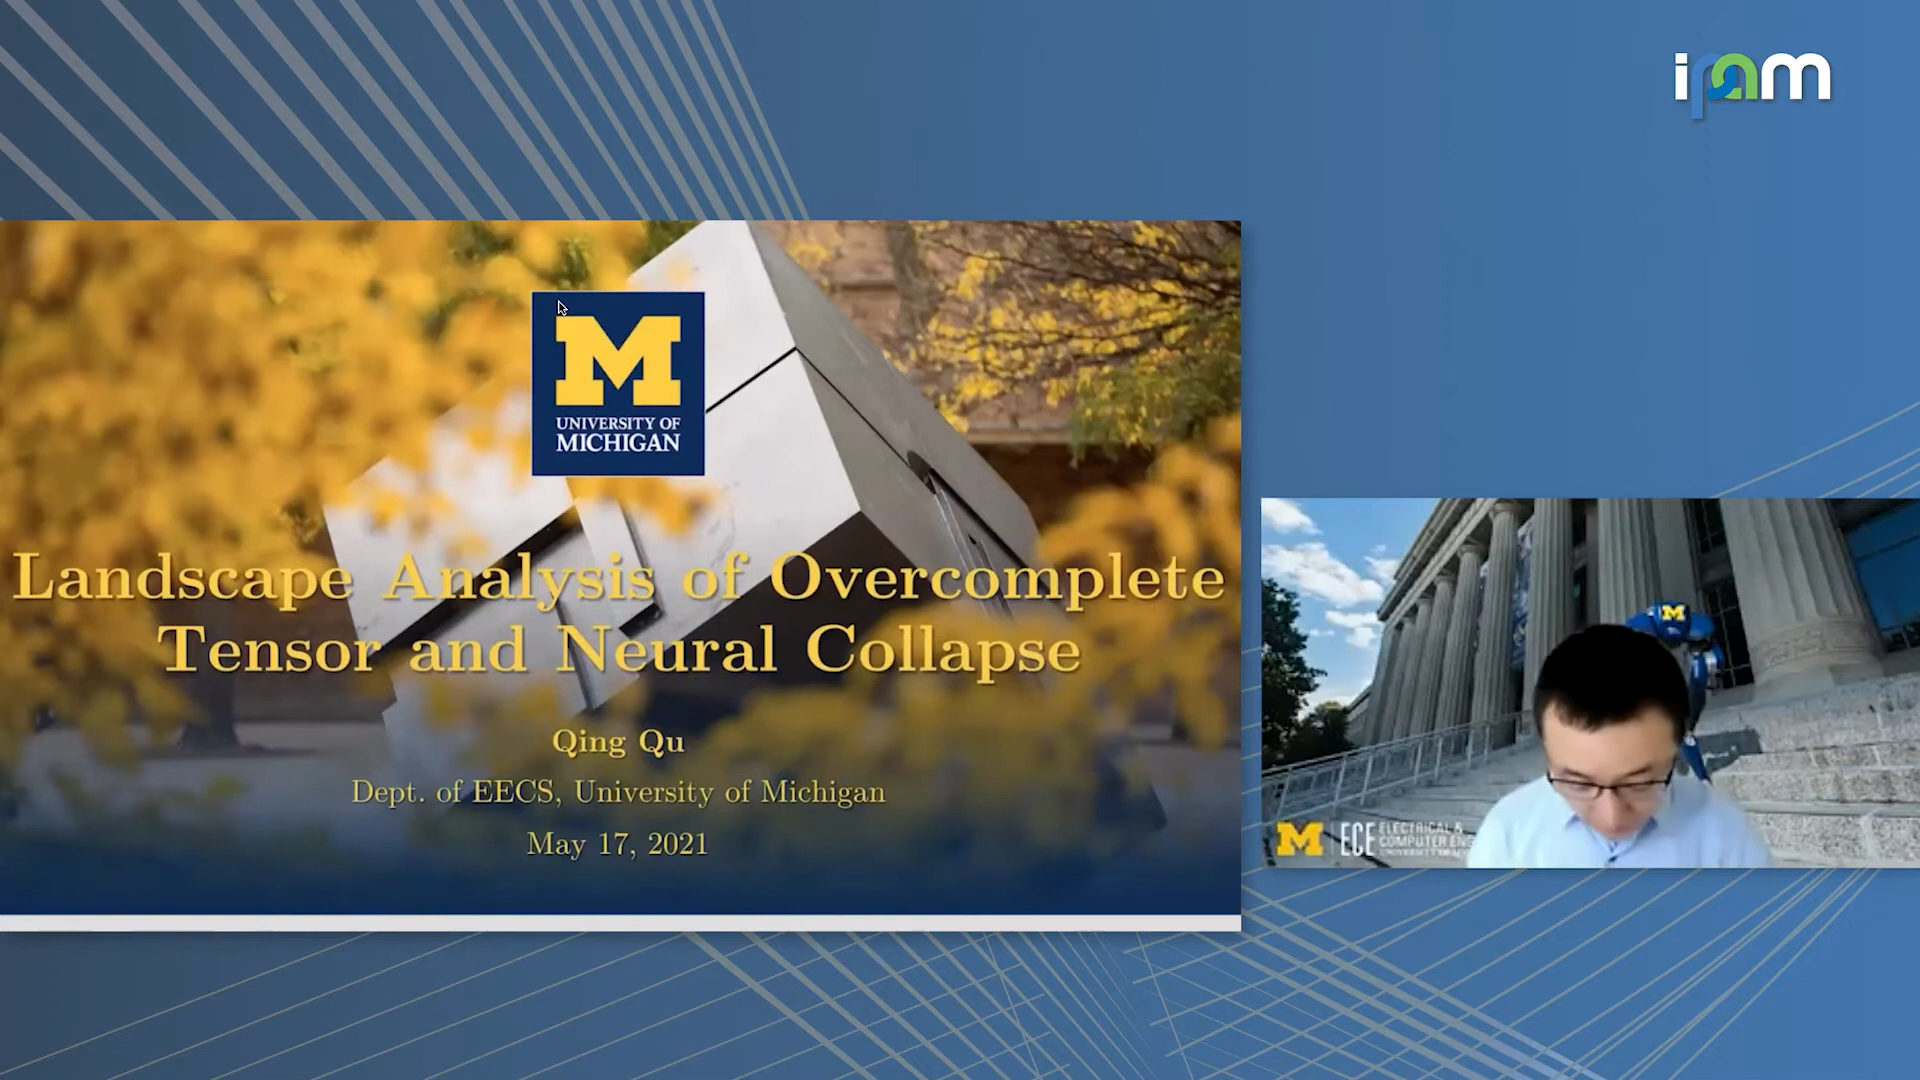 ipam
M
UNIVERSITY OF
MICHIGAN
Landscape Analysis of Overcomplete
Tensor and Neural Collapse
Qing Qu
Dept. of EECS, University of Michigan
May 17, 2021
M
M ECE ELECTRICAL &
COMPUTER ENG